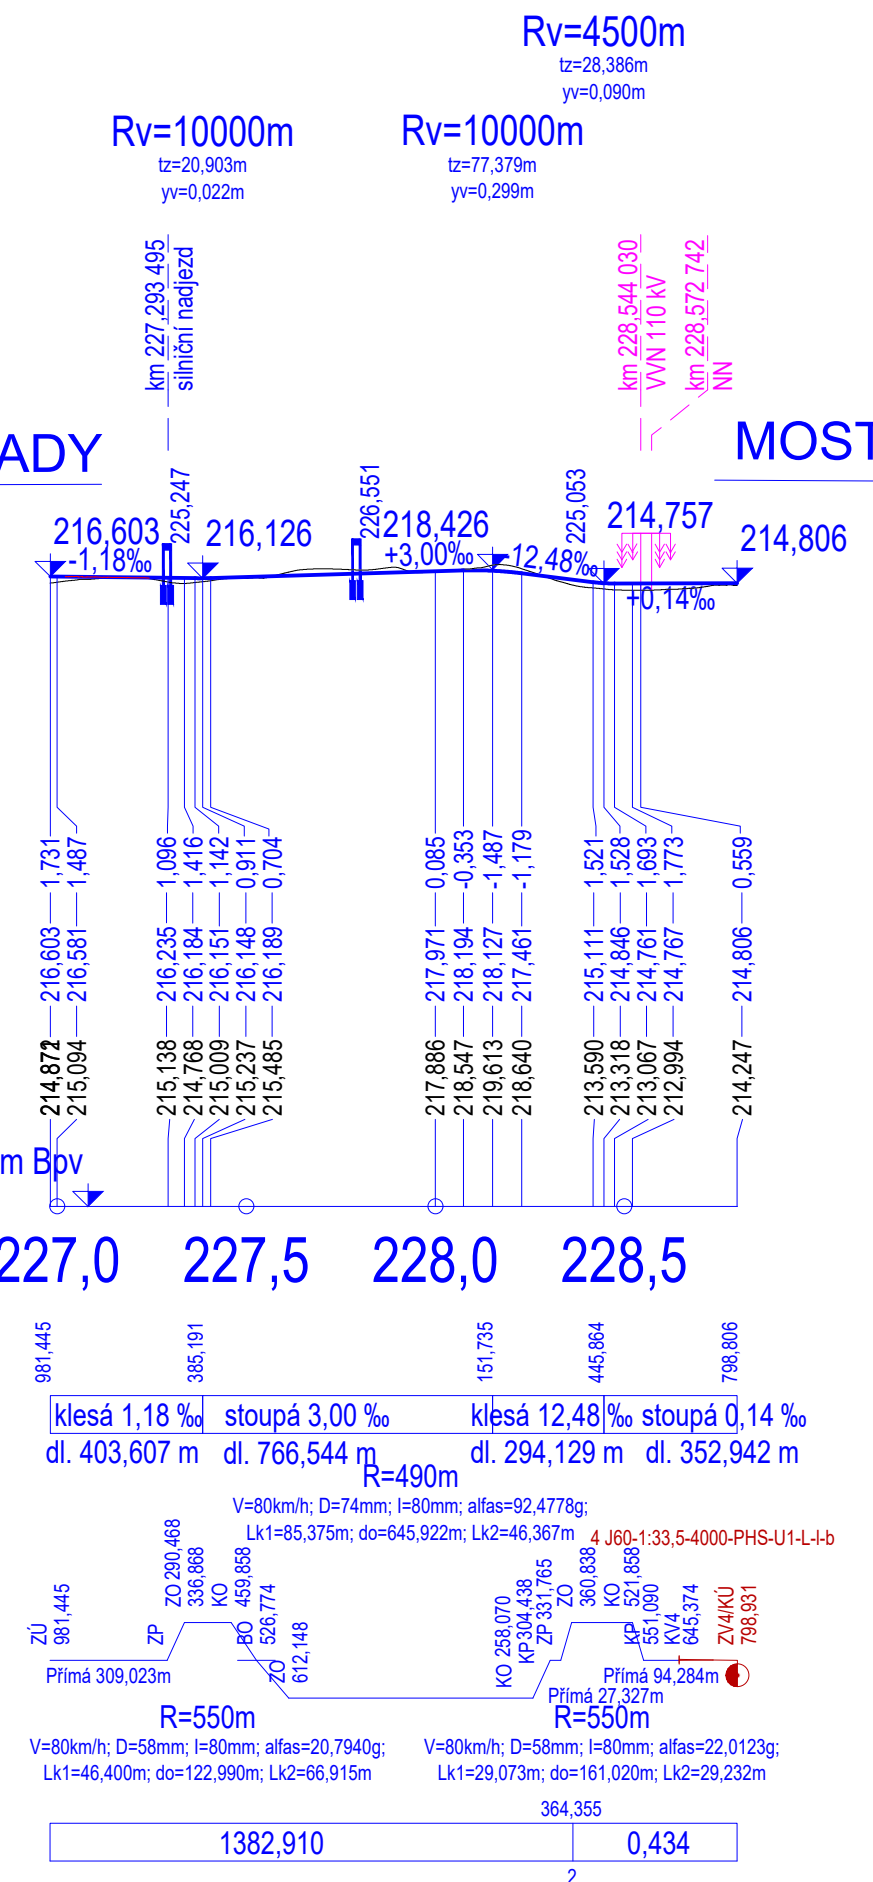 Rv=4500m
tz=28,386m
yv=0,090m
Rv=10000m
tz=20,903m
yv=0,022m
Rv=10000m
tz=77,379m
yv=0,299m
km 227,293 495
silniční nadjezd
km 228,544 030
VVN 110 kV
km 228,572 742
NN
ADY
MOST
225,247
226,551
225,053
216,603
216,126
218,426
214,757
214,806
-1,18‰
+3,00‰
-12,48‰
+0,14‰
1,731
1,487
1,096
1,416
1,142
0,911
0,704
0,085
-0,353
-1,487
-1,179
1,521
1,528
1,693
1,773
0,559
216,603
216,581
216,235
216,184
216,151
216,148
216,189
217,971
218,194
218,127
217,461
215,111
214,846
214,761
214,767
214,806
214,872
215,094
215,138
214,768
215,009
215,237
215,485
217,886
218,547
219,613
218,640
213,590
213,318
213,067
212,994
214,247
m Bpv
227,0
227,5
228,0
228,5
981,445
385,191
151,735
445,864
798,806
klesá 1,18 ‰
stoupá 3,00 ‰
klesá 12,48 ‰
stoupá 0,14 ‰
dl. 403,607 m
dl. 766,544 m
dl. 294,129 m
dl. 352,942 m
R=490m
V=80km/h; D=74mm; I=80mm; alfas=92,4778g;
Lk1=85,375m; do=645,922m; Lk2=46,367m
4 J60-1:33,5-4000-PHS-U1-L-l-b
ZÚ
981,445
ZP
ZO 290,468
336,868
KO
459,858
BO
526,774
ZO
612,148
KO 258,070
KP 304,438
ZP 331,765
ZO
360,838
KO
521,858
KP
551,090
KV4
645,374
ZV4/KÚ
798,931
Přímá 309,023m
Přímá 94,284m
Přímá 27,327m
R=550m
V=80km/h; D=58mm; I=80mm; alfas=20,7940g;
Lk1=46,400m; do=122,990m; Lk2=66,915m
R=550m
V=80km/h; D=58mm; I=80mm; alfas=22,0123g;
Lk1=29,073m; do=161,020m; Lk2=29,232m
364,355
1382,910
0,434
2